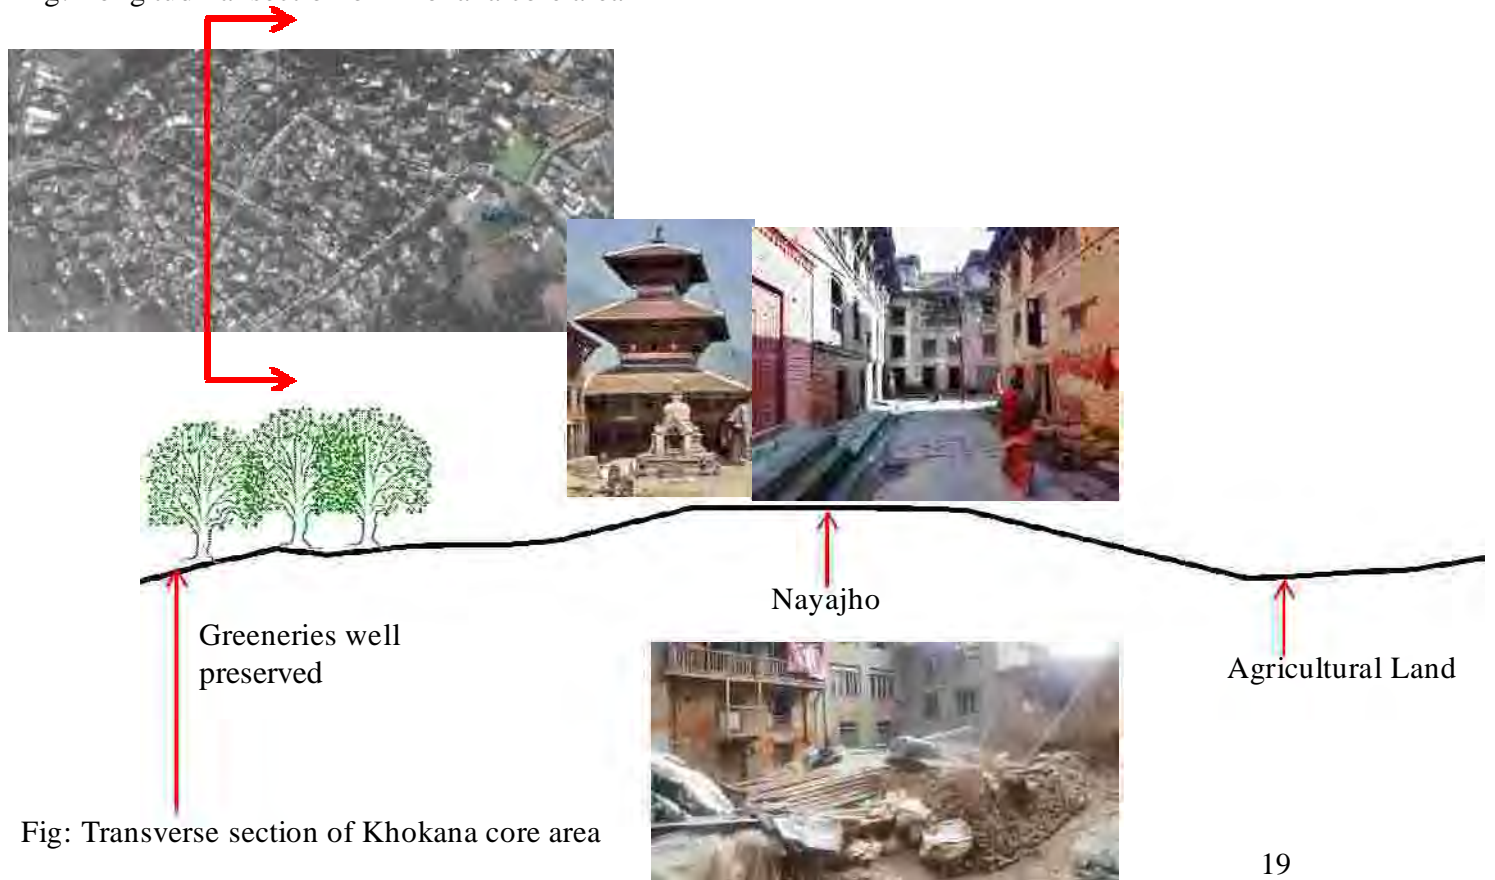 Nayajho
Greeneries well
preserved
Agricultural Land
Fig: Transverse section of Khokana core area
19